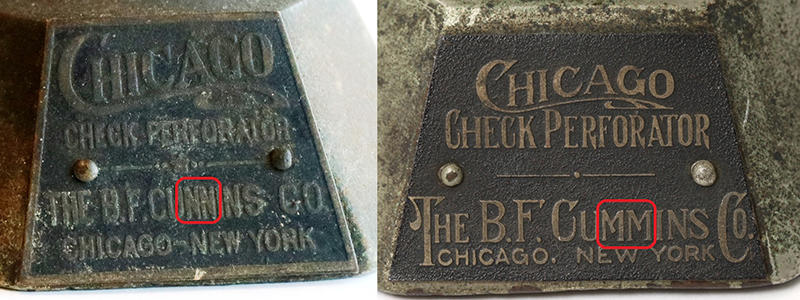 CHICAGO
CHECK PERFORATOR
THE B.F. CUNNINS CO.
CHICAGO–NEW YORK
CHICAGO
CHECK PERFORATOR
THE B.F. CUMMINS CO.
CHICAGO. NEW YORK